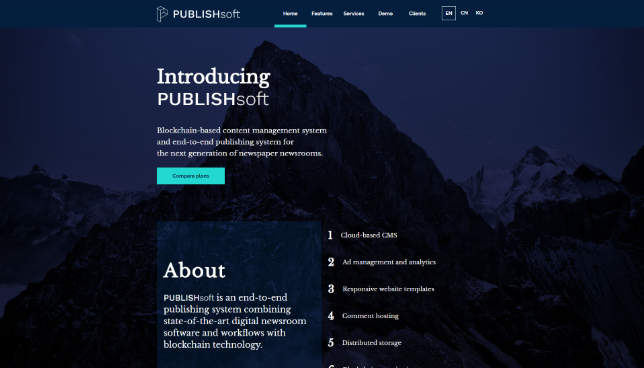 PUBLISHsoft
Home Features Services Demo Clients EN CN KO
Introducing
PUBLISHsoft
Blockchain-based content management system
and end-to-end publishing system for
the next generation of newspaper newsrooms.
Compare plans
About
PUBLISHsoft is an end-to-end
publishing system combining
state-of-the-art digital newsroom
software and workflows with
blockchain technology.
1 Cloud-based CMS
2 Ad management and analytics
3 Responsive website templates
4 Comment hosting
5 Distributed storage